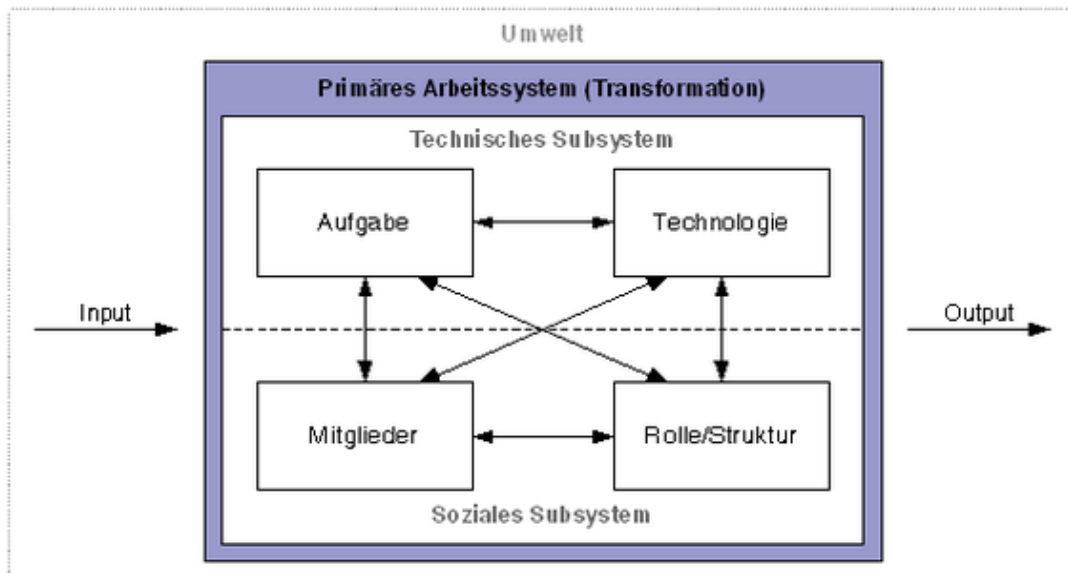 Umwelt
Primäres Arbeitssystem (Transformation)
Technisches Subsystem
Aufgabe
Technologie
Input
Output
Mitglieder
Rolle/Struktur
Soziales Subsystem